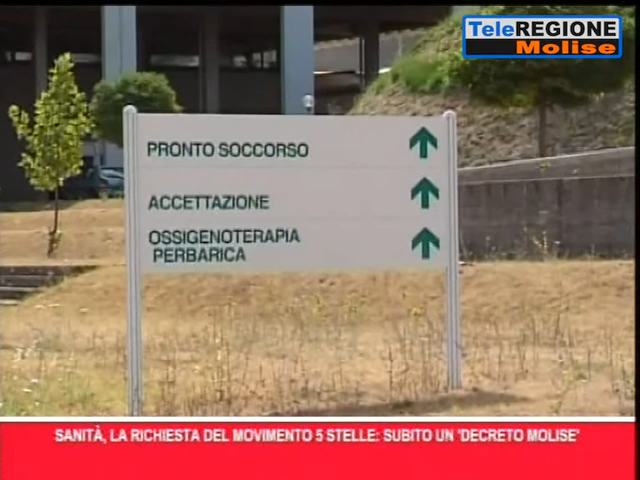 TeleREGIONE
Molise
PRONTO SOCCORSO
ACCETTAZIONE
OSSIGENOTERAPIA
PERBARICA
SANITÀ, LA RICHIESTA DEL MOVIMENTO 5 STELLE: SUBITO UN 'DECRETO MOLISE'